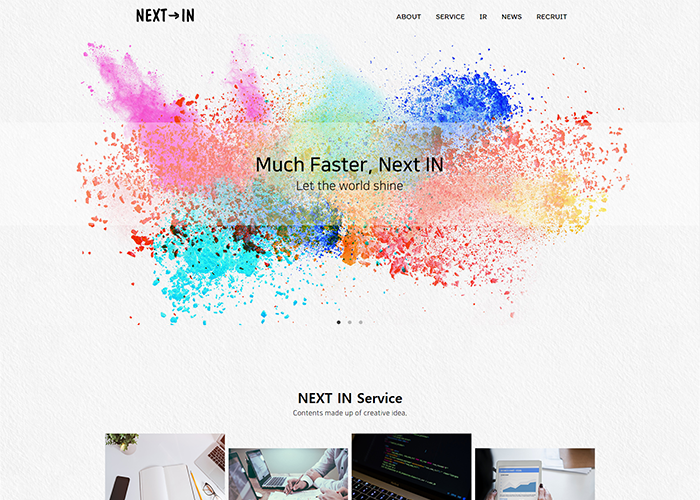 NEXT→IN
ABOUT SERVICE IR NEWS RECRUIT
Much Faster, Next IN
Let the world shine
NEXT IN Service
Contents made up of creative idea.